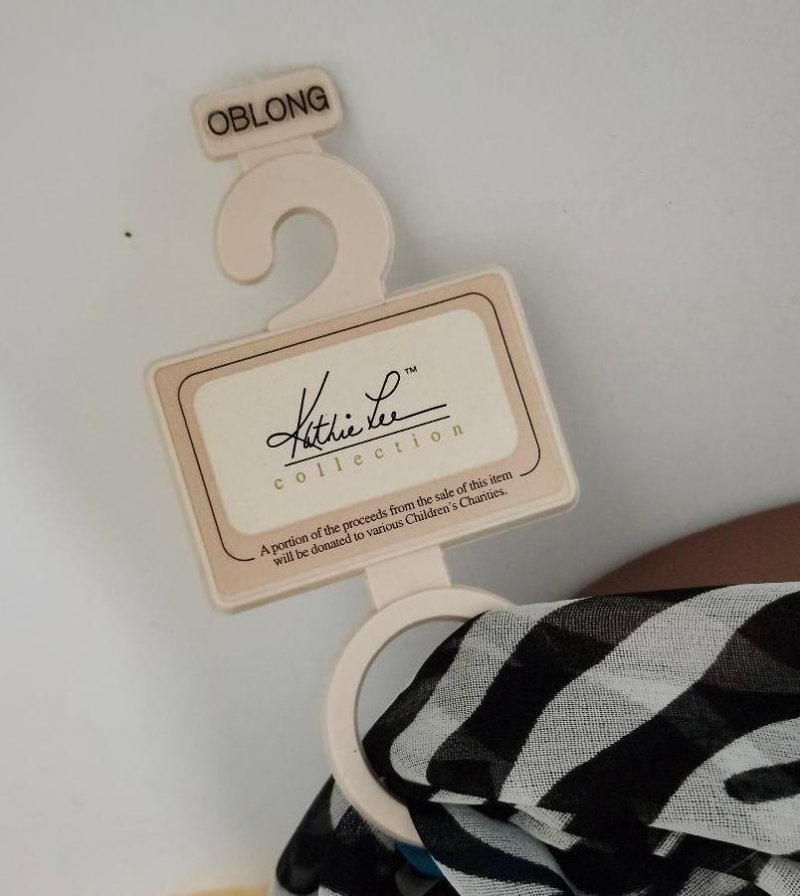 OBLONG
Kathie Lee™
collection
A portion of the proceeds from the sale of this item
will be donated to various Children's Charities.